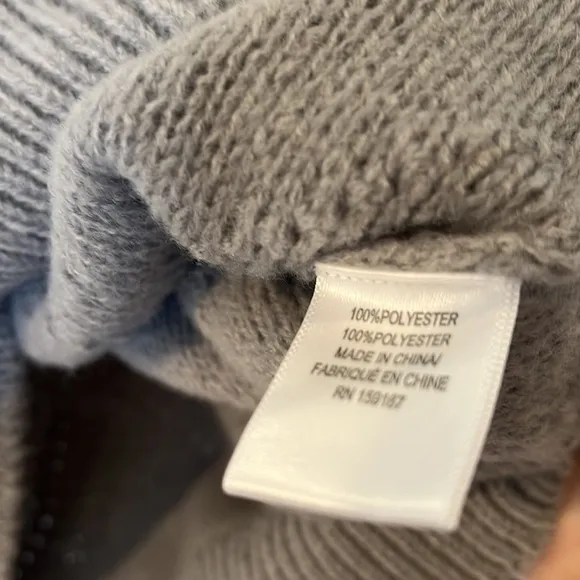 100%POLYESTER
100%POLYESTER
MADE IN CHINA/
FABRIQUÉ EN CHINE
RN 159167